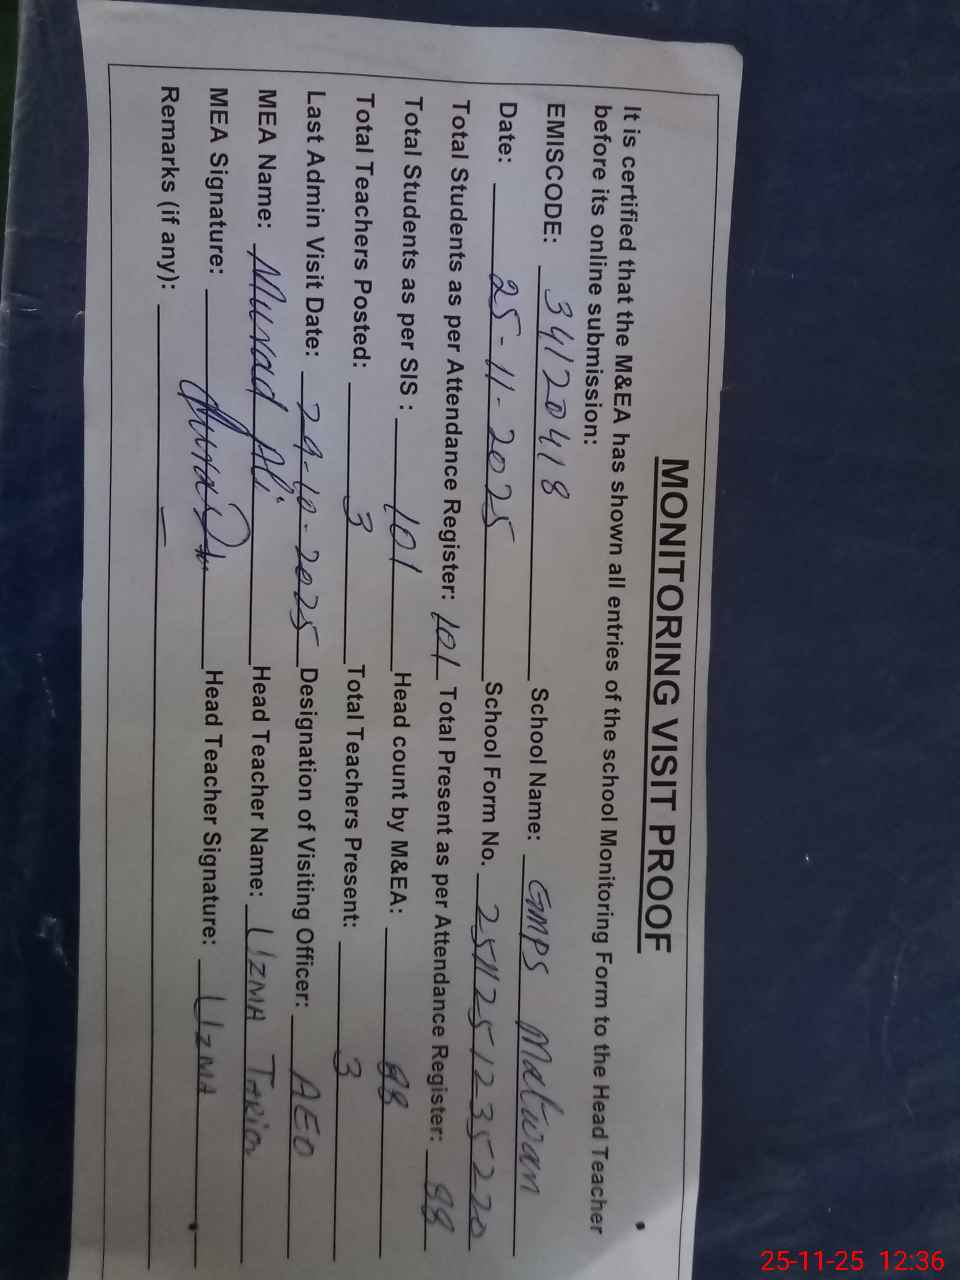 MONITORING VISIT PROOF
It is certified that the M&EA has shown all entries of the school Monitoring Form to the Head Teacher
before its online submission:
EMISCODE: 34120418 School Name: GMPS Malwan
Date: 25-11-2025 School Form No. 2511251235220
Total Students as per Attendance Register: 101 Total Present as per Attendance Register: 88
Total Students as per SIS : 101 Head count by M&EA: 88
Total Teachers Posted: 3 Total Teachers Present: 3
Last Admin Visit Date: 29-10-2025 Designation of Visiting Officer: AEO
MEA Name: Murad Ali Head Teacher Name: UZMA TARIQ
MEA Signature: Head Teacher Signature: UZMA
Remarks (if any): –
25-11-25 12:36